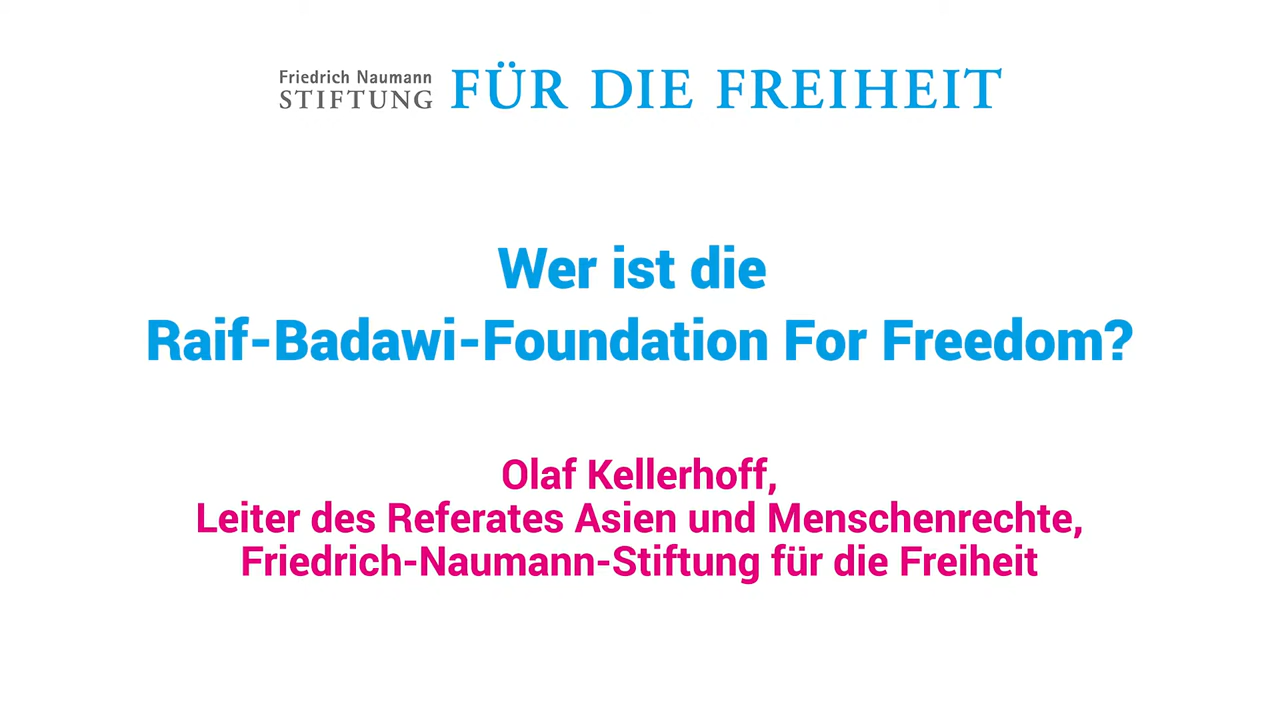 Friedrich Naumann
STIFTUNG FÜR DIE FREIHEIT
Wer ist die
Raif-Badawi-Foundation For Freedom?
Olaf Kellerhoff,
Leiter des Referates Asien und Menschenrechte,
Friedrich-Naumann-Stiftung für die Freiheit